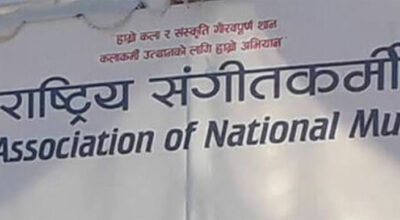 हाम्रो कला र संस्कृति गौरवपूर्ण शान
कलाकर्मी उत्थानको लागि हाम्रो अभियान
राष्ट्रिय संगीतकर्मी
Association of National Mu